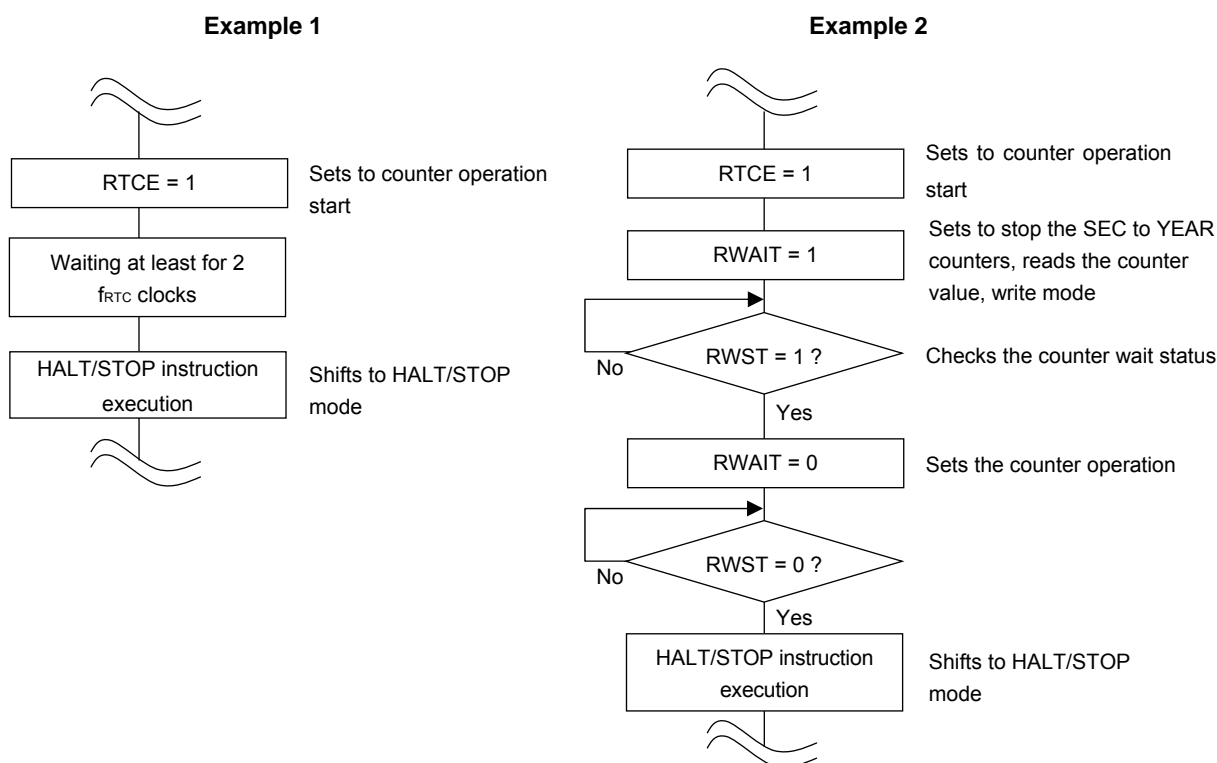 Example 1
RTCE = 1
Sets to counter operation
start
Waiting at least for 2
fRTC clocks
HALT/STOP instruction
execution
Shifts to HALT/STOP
mode
Example 2
RTCE = 1
Sets to counter operation
start
RWAIT = 1
Sets to stop the SEC to YEAR
counters, reads the counter
value, write mode
RWST = 1 ?
No
Checks the counter wait status
Yes
RWAIT = 0
Sets the counter operation
RWST = 0 ?
No
Yes
HALT/STOP instruction
execution
Shifts to HALT/STOP
mode